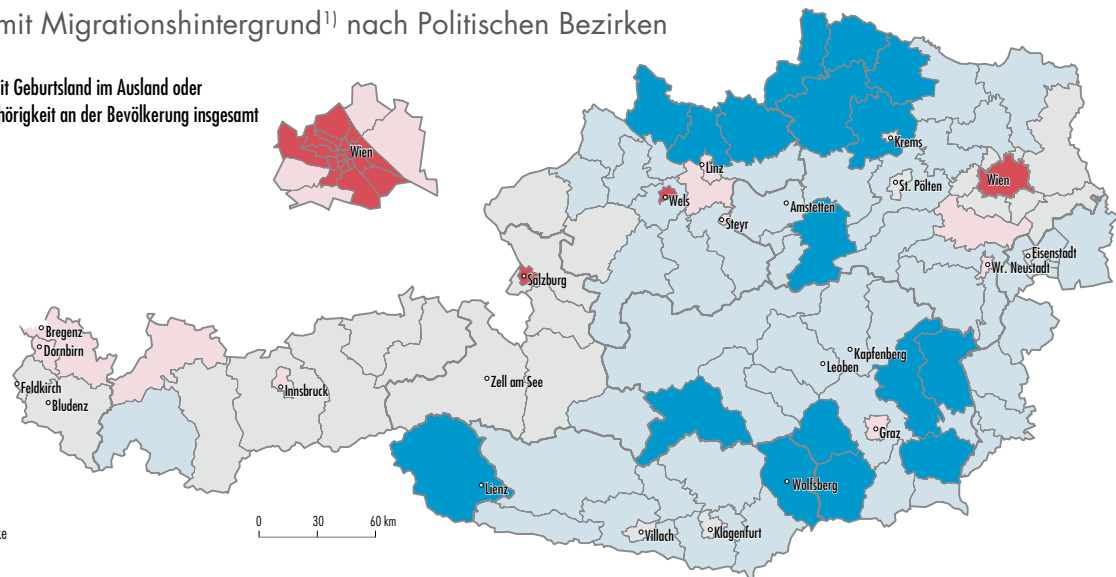 mit Migrationshintergrund1) nach Politischen Bezirken
it Geburtsland im Ausland oder
hörigkeit an der Bevölkerung insgesamt
Wien
Krems
Linz
St. Pölten
Wien
Wels
Amstetten
Steyr
Eisenstadt
Wr. Neustadt
Salzburg
Bregenz
Dornbirn
Kapfenberg
Leoben
Zell am See
Feldkirch
Innsbruck
Bludenz
Graz
Wolfsberg
Lienz
0 30 60 km
Villach
Klagenfurt